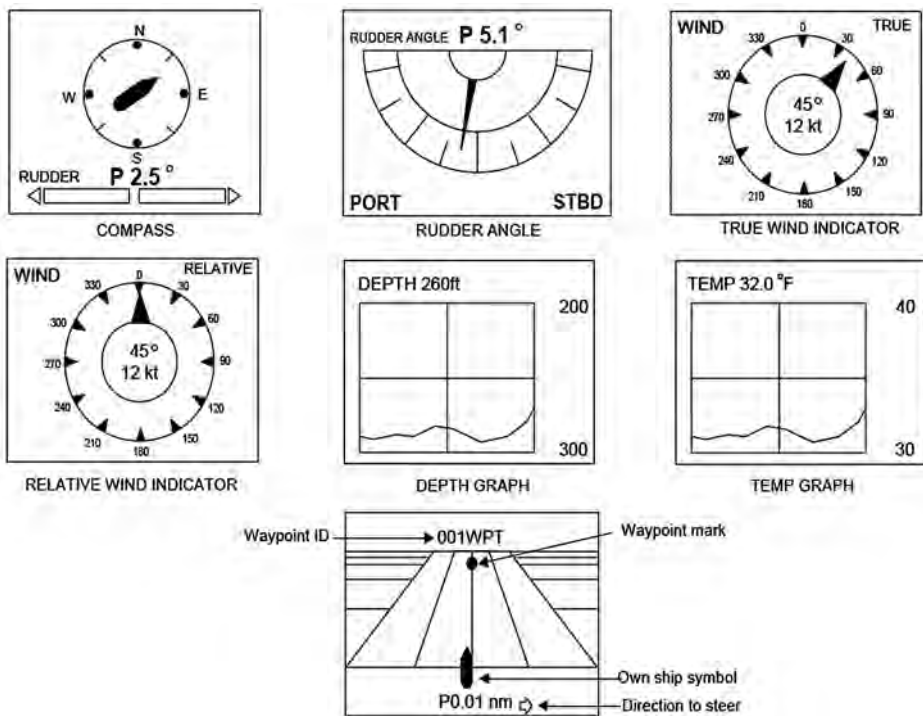 N
W
E
S
RUDDER P 2.5 °
COMPASS
RUDDER ANGLE P 5.1 °
PORT STBD
RUDDER ANGLE
WIND TRUE
0
30
60
90
120
150
180
210
240
270
300
330
45°
12 kt
TRUE WIND INDICATOR
WIND RELATIVE
0
30
60
90
120
150
180
210
240
270
300
330
45°
12 kt
RELATIVE WIND INDICATOR
DEPTH 260ft
200
300
DEPTH GRAPH
TEMP 32.0 °F
40
30
TEMP GRAPH
Waypoint ID
001WPT
Waypoint mark
Own ship symbol
P0.01 nm
Direction to steer